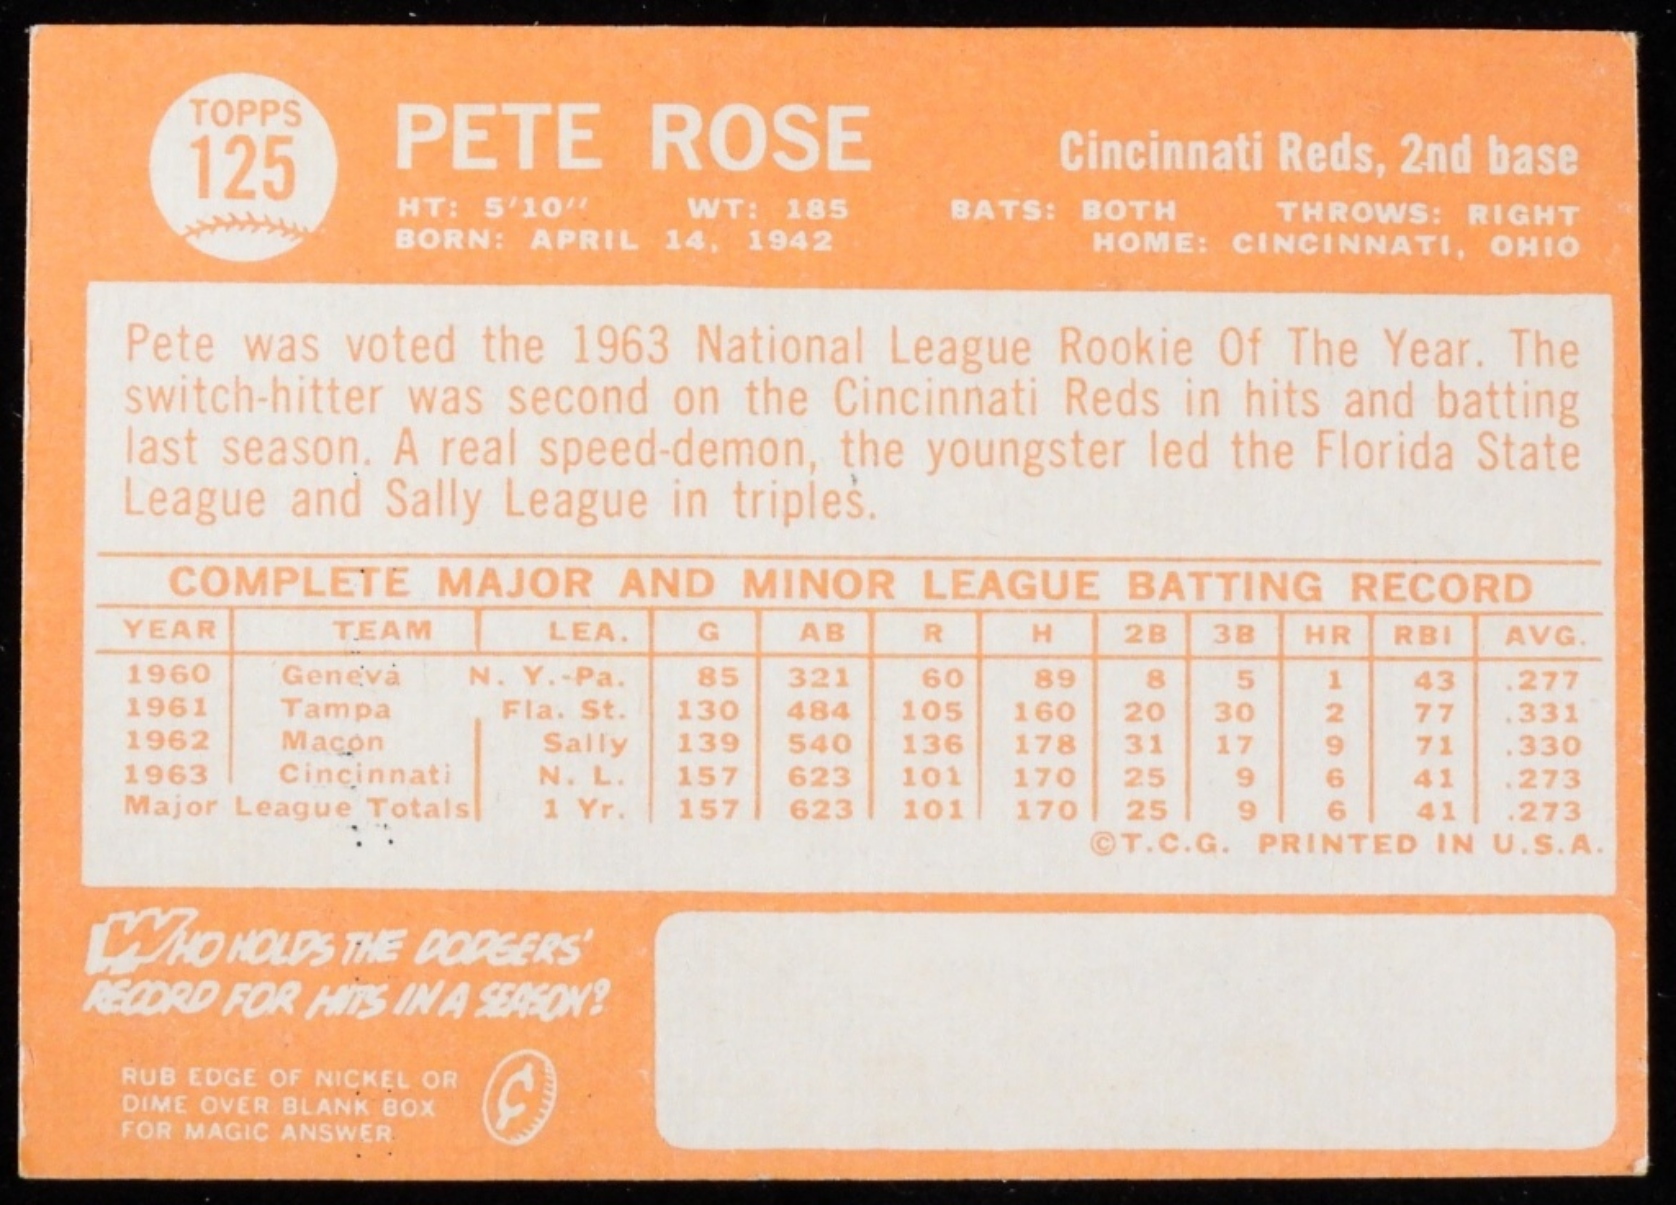 TOPPS
125
PETE ROSE
Cincinnati Reds, 2nd base
HT: 5'10" WT: 185 BATS: BOTH THROWS: RIGHT
BORN: APRIL 14, 1942 HOME: CINCINNATI, OHIO
Pete was voted the 1963 National League Rookie Of The Year. The
switch-hitter was second on the Cincinnati Reds in hits and batting
last season. A real speed-demon, the youngster led the Florida State
League and Sally League in triples.
COMPLETE MAJOR AND MINOR LEAGUE BATTING RECORD
YEAR TEAM LEA. G AB R H 2B 3B HR RBI AVG.
1960 Geneva N. Y.-Pa. 85 321 60 89 8 5 1 43 .277
1961 Tampa Fla. St. 130 484 105 160 20 30 2 77 .331
1962 Macon Sally 139 540 136 178 31 17 9 71 .330
1963 Cincinnati N. L. 157 623 101 170 25 9 6 41 .273
Major League Totals 1 Yr. 157 623 101 170 25 9 6 41 .273
©T.C.G. PRINTED IN U.S.A.
WHO HOLDS THE DODGERS'
RECORD FOR HITS IN A SEASON?
RUB EDGE OF NICKEL OR
DIME OVER BLANK BOX
FOR MAGIC ANSWER
¢